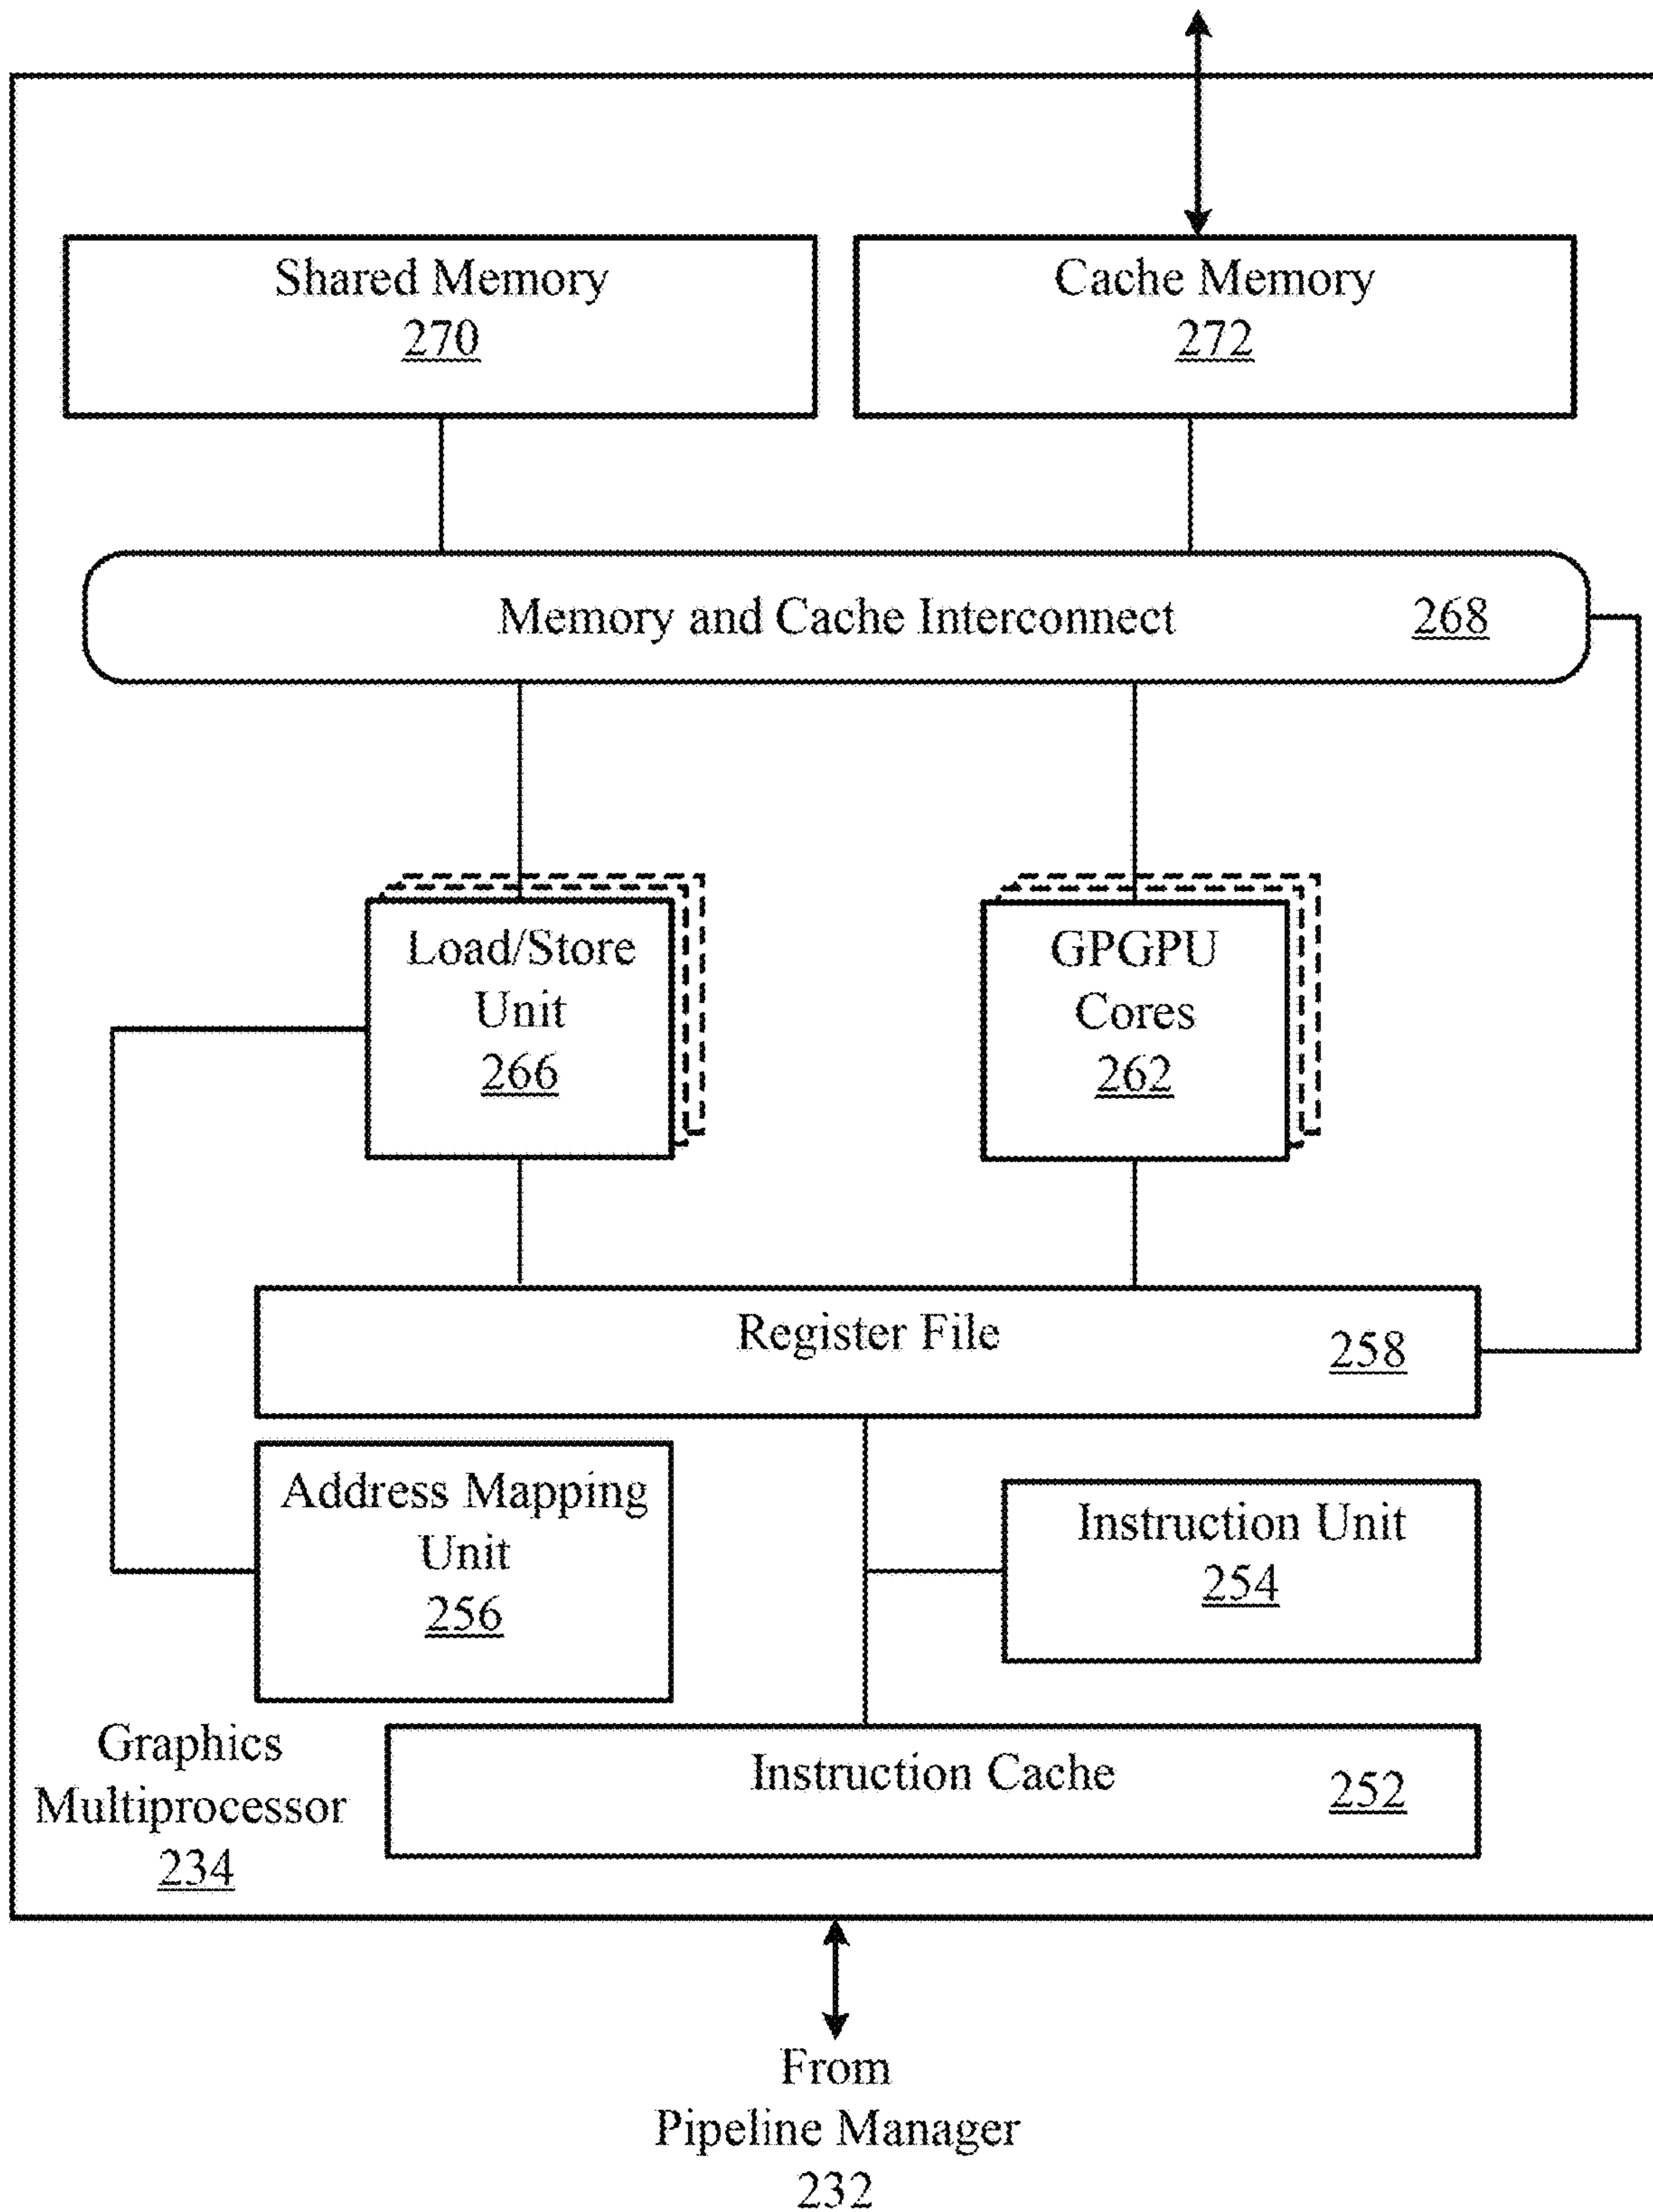 Shared Memory
270
Cache Memory
272
Memory and Cache Interconnect 268
Load/Store
Unit
266
GPGPU
Cores
262
Register File 258
Address Mapping
Unit
256
Instruction Unit
254
Graphics
Multiprocessor
234
Instruction Cache 252
From
Pipeline Manager
232